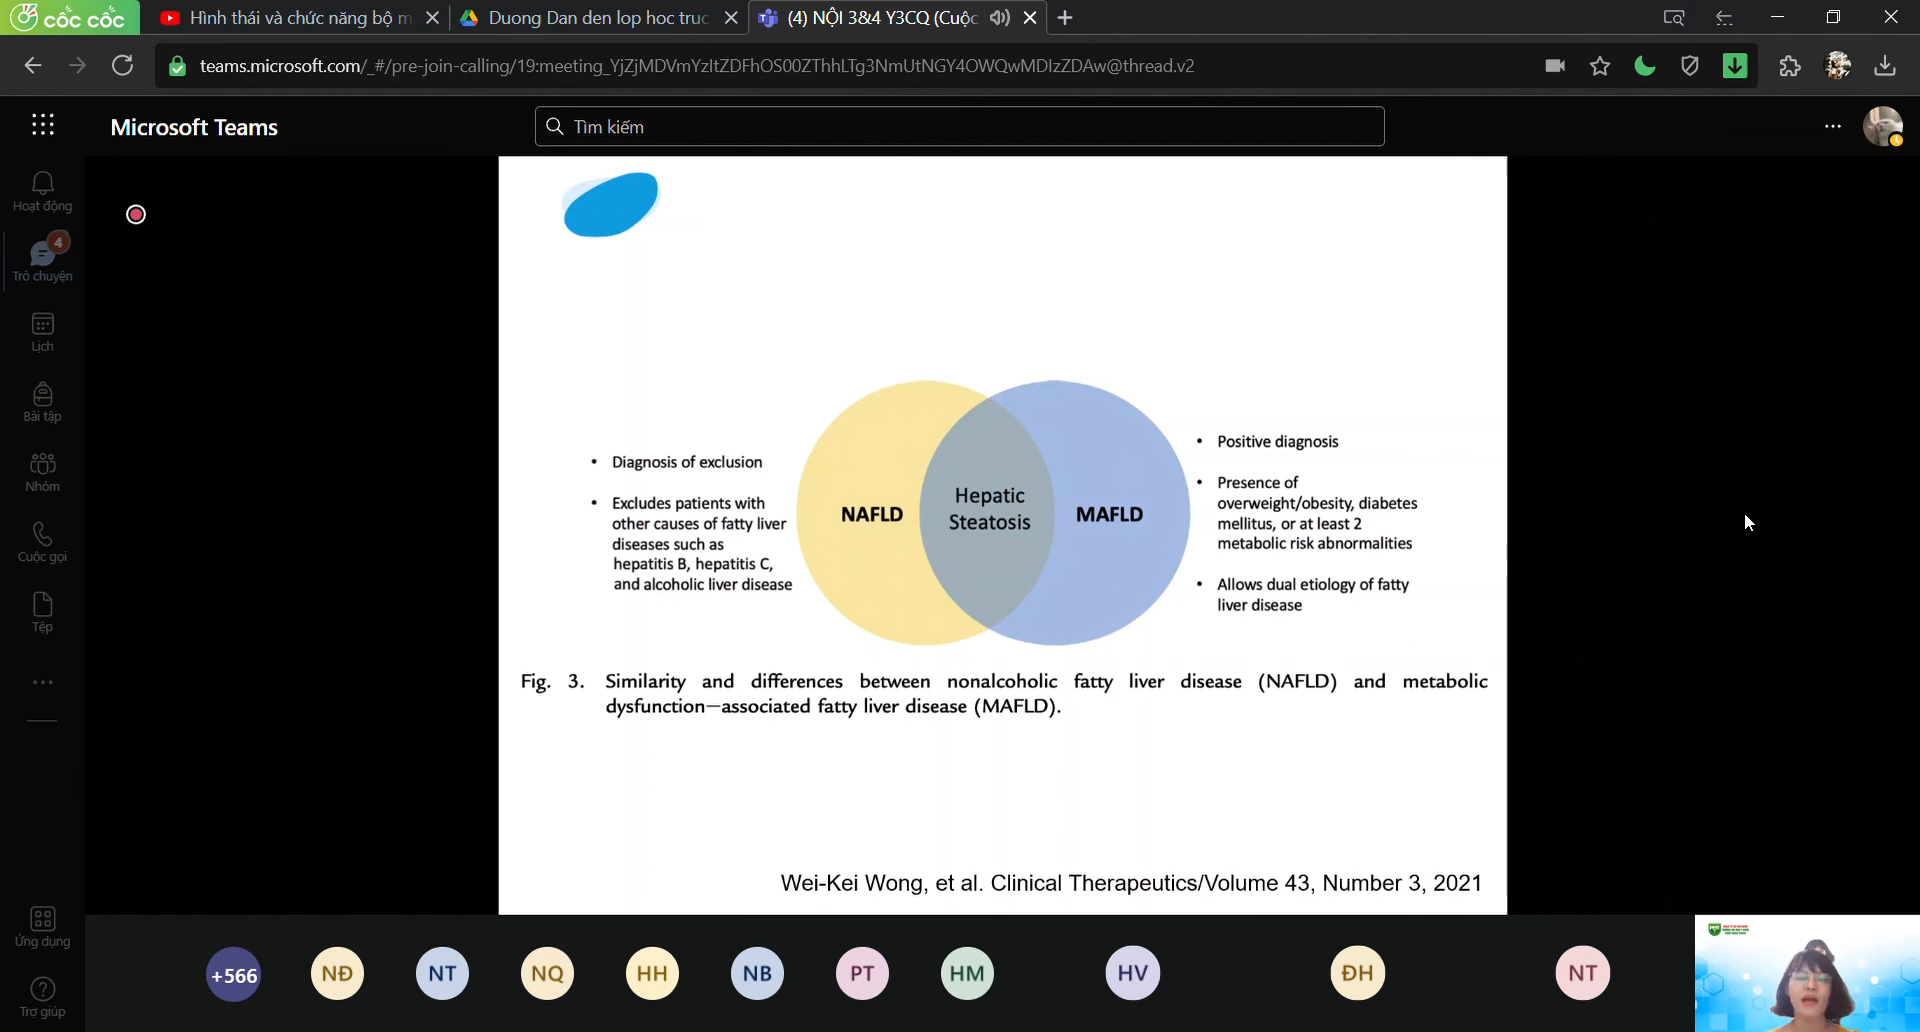 cốc cốc
Hình thái và chức năng bộ m
Duong Dan den lop hoc truc
(4) NỘI 3&4 Y3CQ (Cuộc
teams.microsoft.com/_#/pre-join-calling/19:meeting_YjZjMDVmYzItZDFhOS00ZThhLTg3NmUtNGY4OWQwMDIzZDAw@thread.v2
Microsoft Teams
Tìm kiếm
Hoạt động
4
Trò chuyện
Lịch
Bài tập
Nhóm
Cuộc gọi
Tệp
Ứng dụng
Trợ giúp
• Diagnosis of exclusion
• Excludes patients with
other causes of fatty liver
diseases such as
hepatitis B, hepatitis C,
and alcoholic liver disease
NAFLD
Hepatic
Steatosis
MAFLD
• Positive diagnosis
• Presence of
overweight/obesity, diabetes
mellitus, or at least 2
metabolic risk abnormalities
• Allows dual etiology of fatty
liver disease
Fig. 3. Similarity and differences between nonalcoholic fatty liver disease (NAFLD) and metabolic
dysfunction—associated fatty liver disease (MAFLD).
Wei-Kei Wong, et al. Clinical Therapeutics/Volume 43, Number 3, 2021
+566
NĐ
NT
NQ
HH
NB
PT
HM
HV
ĐH
NT